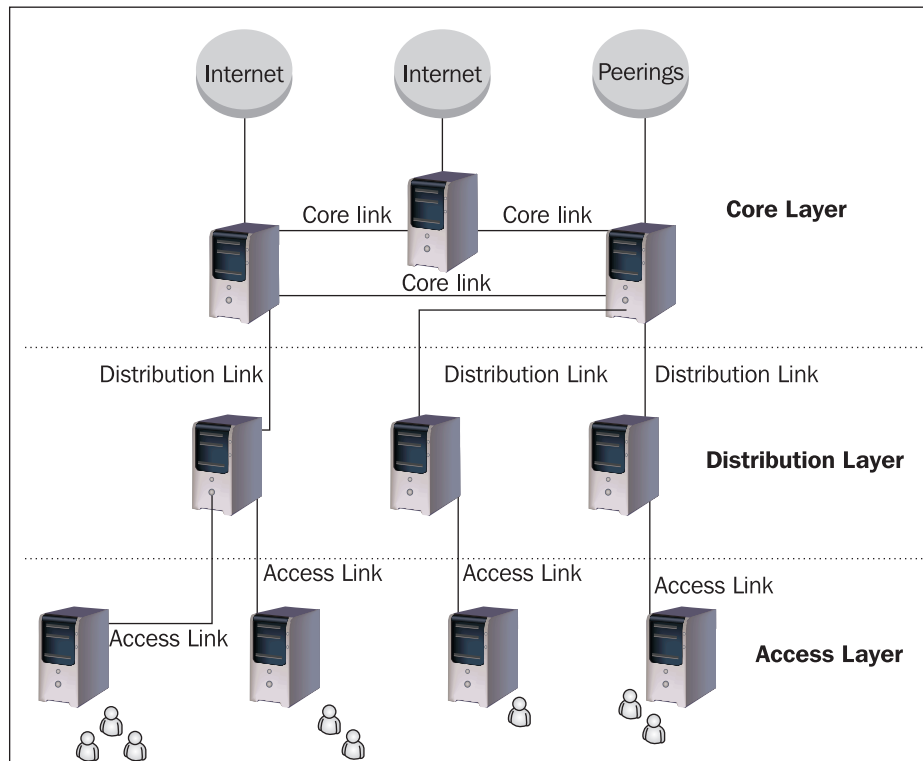 Internet
Internet
Peerings
Core link
Core link
Core Layer
Core link
Distribution Link
Distribution Link
Distribution Link
Distribution Layer
Access Link
Access Link
Access Link
Access Link
Access Layer